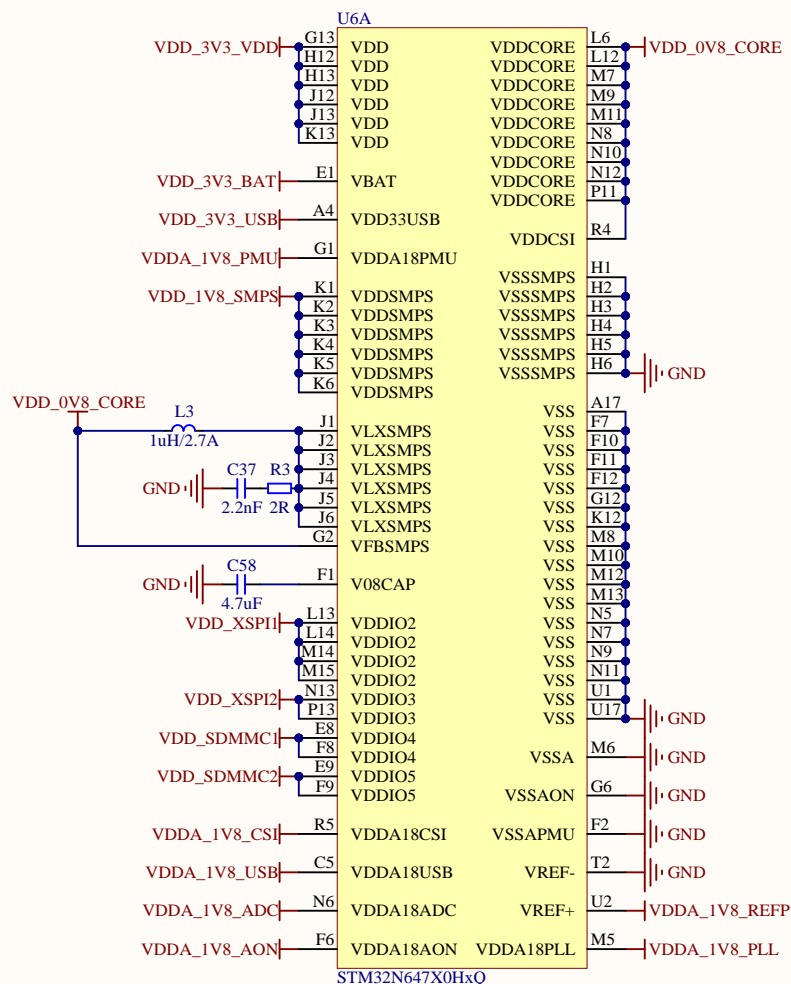 U6A
VDD_3V3_VDD G13 VDD VDDCORE L6 VDD_0V8_CORE
H12 VDD VDDCORE L12
H13 VDD VDDCORE M7
J12 VDD VDDCORE M9
J13 VDD VDDCORE M11
K13 VDD VDDCORE N8
VDDCORE N10
VDD_3V3_BAT E1 VBAT VDDCORE N12
VDDCORE P11
VDD_3V3_USB A4 VDD33USB
VDDCSI R4
VDDA_1V8_PMU G1 VDDA18PMU
VSSSMPS H1
VDD_1V8_SMPS K1 VDDSMPS VSSSMPS H2
K2 VDDSMPS VSSSMPS H3
K3 VDDSMPS VSSSMPS H4
K4 VDDSMPS VSSSMPS H5
K5 VDDSMPS VSSSMPS H6 GND
K6 VDDSMPS
VDD_0V8_CORE
VSS A17
L3 J1 VLXSMPS VSS F7
1uH/2.7A
J2 VLXSMPS VSS F10
J3 VLXSMPS VSS F11
GND C37 R3 J4 VLXSMPS VSS F12
2.2nF 2R
J5 VLXSMPS VSS G12
J6 VLXSMPS VSS K12
G2 VFBSMPS VSS M8
VSS M10
GND C58 F1 V08CAP VSS M12
4.7uF
VSS M13
VDD_XSPI1 L13 VDDIO2 VSS N5
L14 VDDIO2 VSS N7
M14 VDDIO2 VSS N9
M15 VDDIO2 VSS N11
VDD_XSPI2 N13 VDDIO3 VSS U1
P13 VDDIO3 VSS U17 GND
VDD_SDMMC1 E8 VDDIO4
F8 VDDIO4 VSSA M6 GND
VDD_SDMMC2 E9 VDDIO5
F9 VDDIO5 VSSAON G6 GND
VDDA_1V8_CSI R5 VDDA18CSI VSSAPMU F2 GND
VDDA_1V8_USB C5 VDDA18USB VREF- T2 GND
VDDA_1V8_ADC N6 VDDA18ADC VREF+ U2 VDDA_1V8_REFP
VDDA_1V8_AON F6 VDDA18AON VDDA18PLL M5 VDDA_1V8_PLL
STM32N647X0HxQ